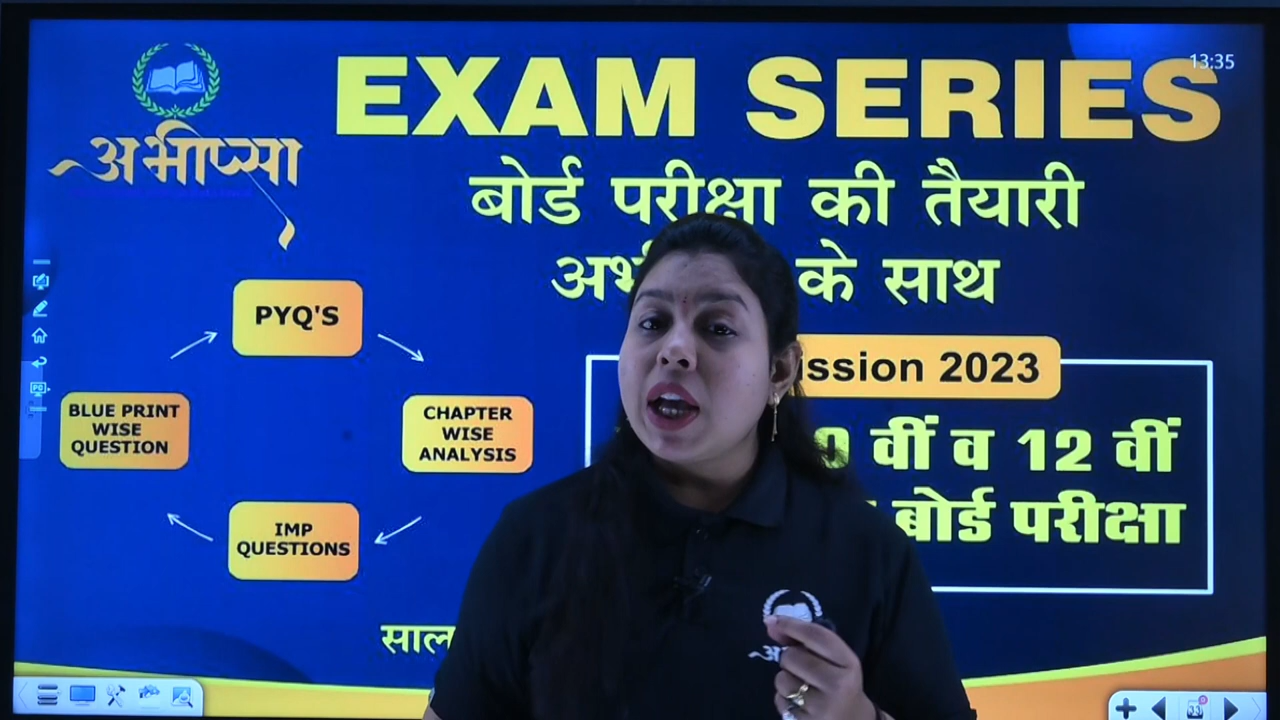 13:35
EXAM SERIES
अभीप्सा
बोर्ड परीक्षा की तैयारी
के साथ
PYQ'S
BLUE PRINT
WISE
QUESTION
CHAPTER
WISE
ANALYSIS
IMP
QUESTIONS
2023
वीं व 12 वीं
बोर्ड परीक्षा